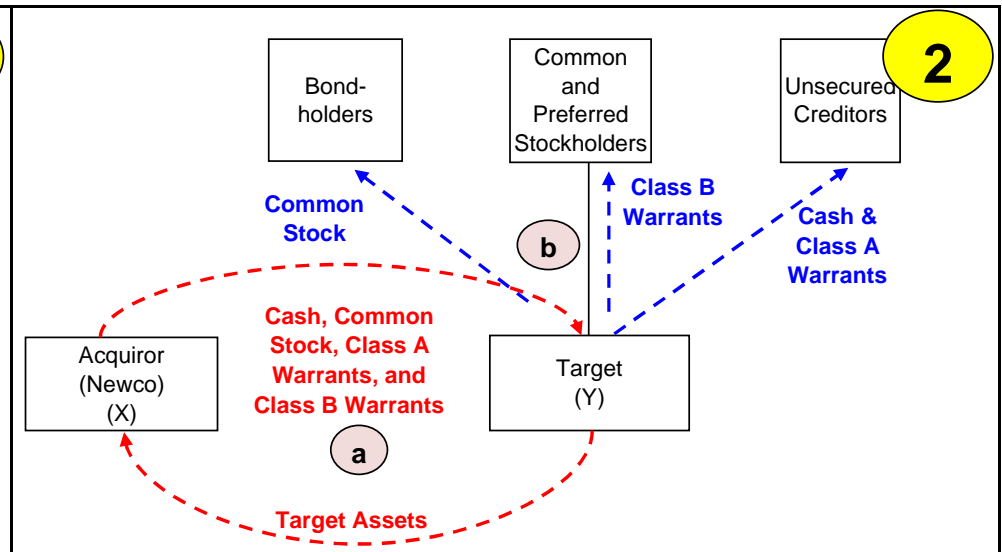 2
Bond-
holders
Common
and
Preferred
Stockholders
Unsecured
Creditors
Common
Stock
b
Class B
Warrants
Cash &
Class A
Warrants
Acquiror
(Newco)
(X)
Cash, Common
Stock, Class A
Warrants, and
Class B Warrants
a
Target
(Y)
Target Assets